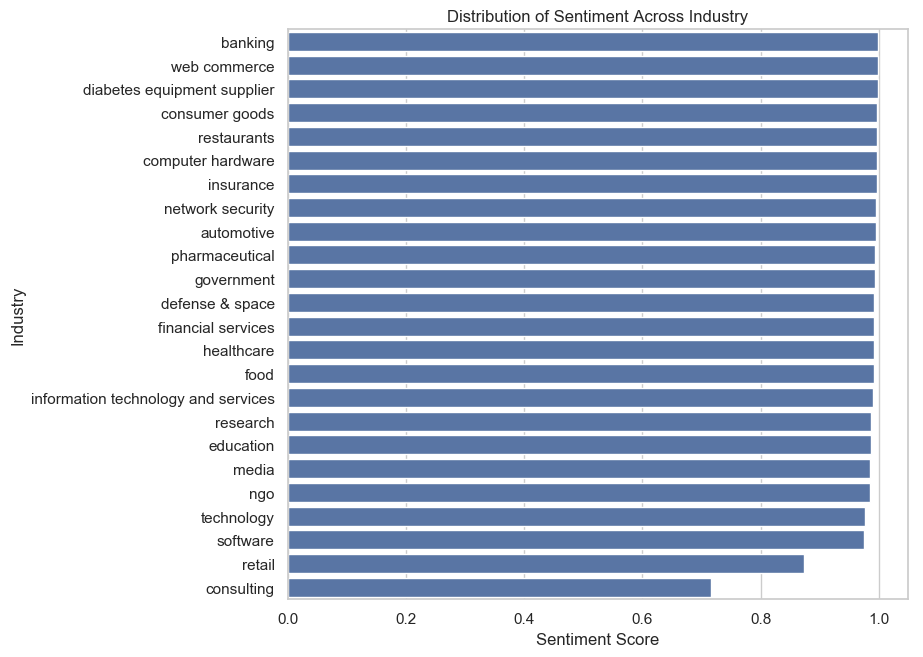 Distribution of Sentiment Across Industry
banking
web commerce
diabetes equipment supplier
consumer goods
restaurants
computer hardware
insurance
network security
automotive
pharmaceutical
government
defense & space
financial services
healthcare
food
information technology and services
research
education
media
ngo
technology
software
retail
consulting
Industry
0.0 0.2 0.4 0.6 0.8 1.0
Sentiment Score